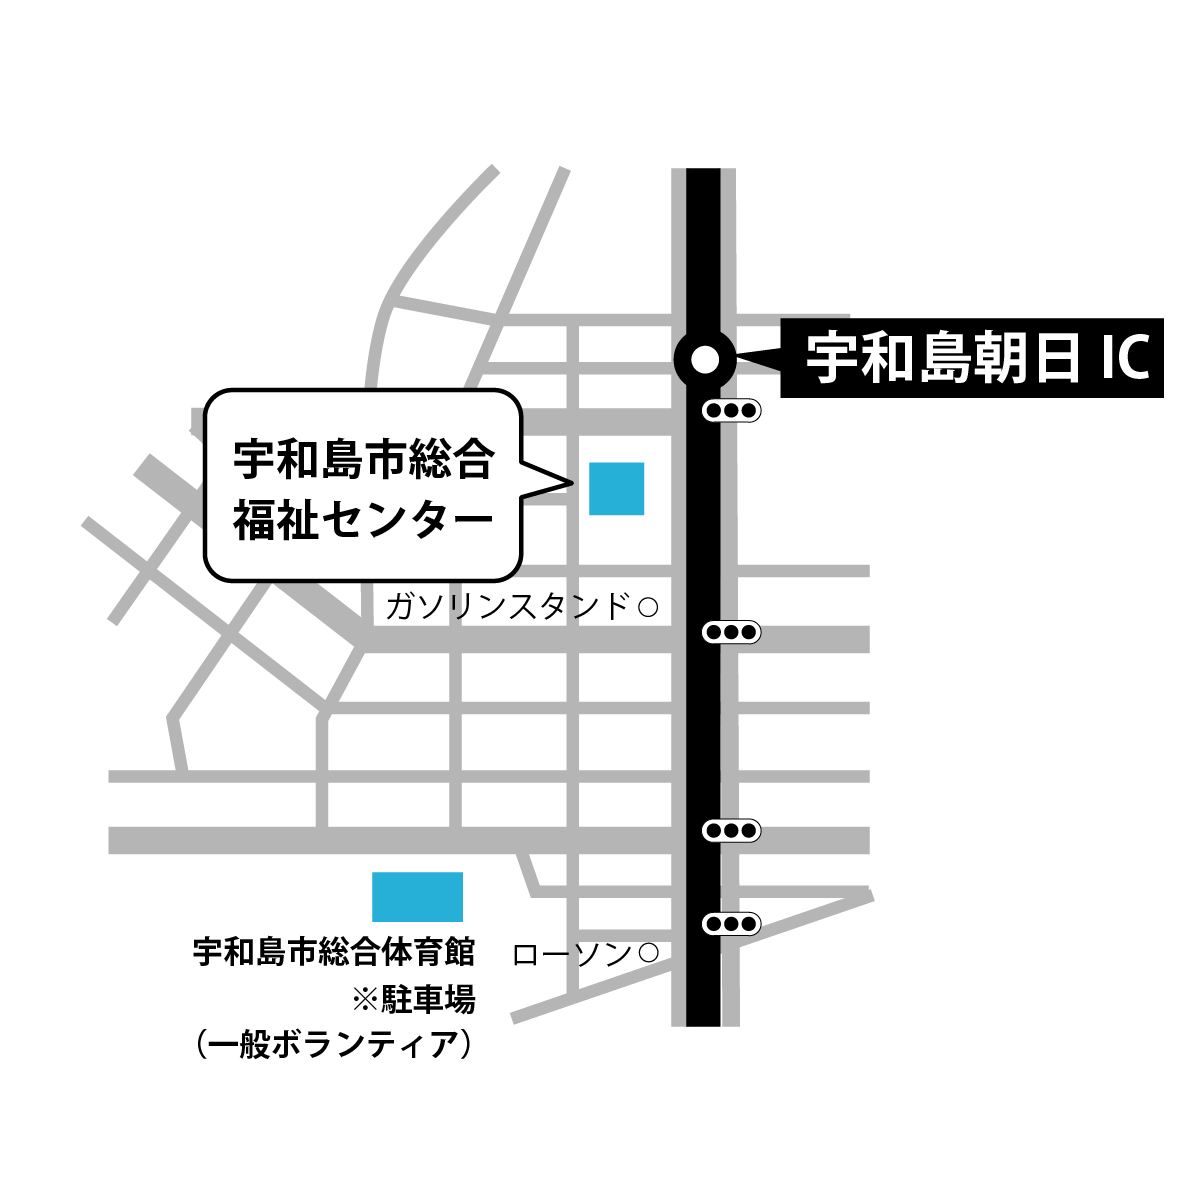 宇和島朝日 IC
宇和島市総合
福祉センター
ガソリンスタンド○
宇和島市総合体育館
ローソン○
※駐車場
（一般ボランティア）